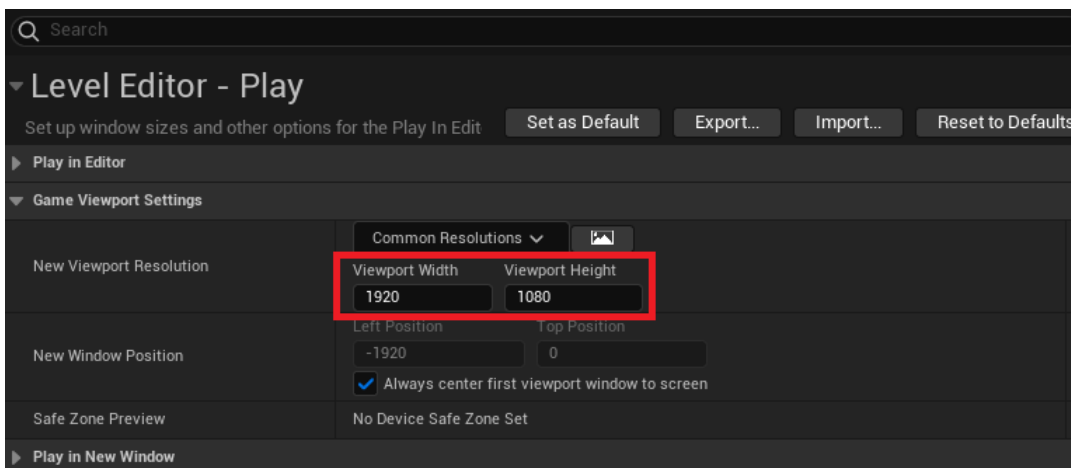 Search
Level Editor - Play
Set up window sizes and other options for the Play In Edit
Set as Default
Export...
Import...
Reset to Defaults
Play in Editor
Game Viewport Settings
Common Resolutions
New Viewport Resolution
Viewport Width
Viewport Height
1920
1080
Left Position
Top Position
New Window Position
-1920
0
Always center first viewport window to screen
Safe Zone Preview
No Device Safe Zone Set
Play in New Window